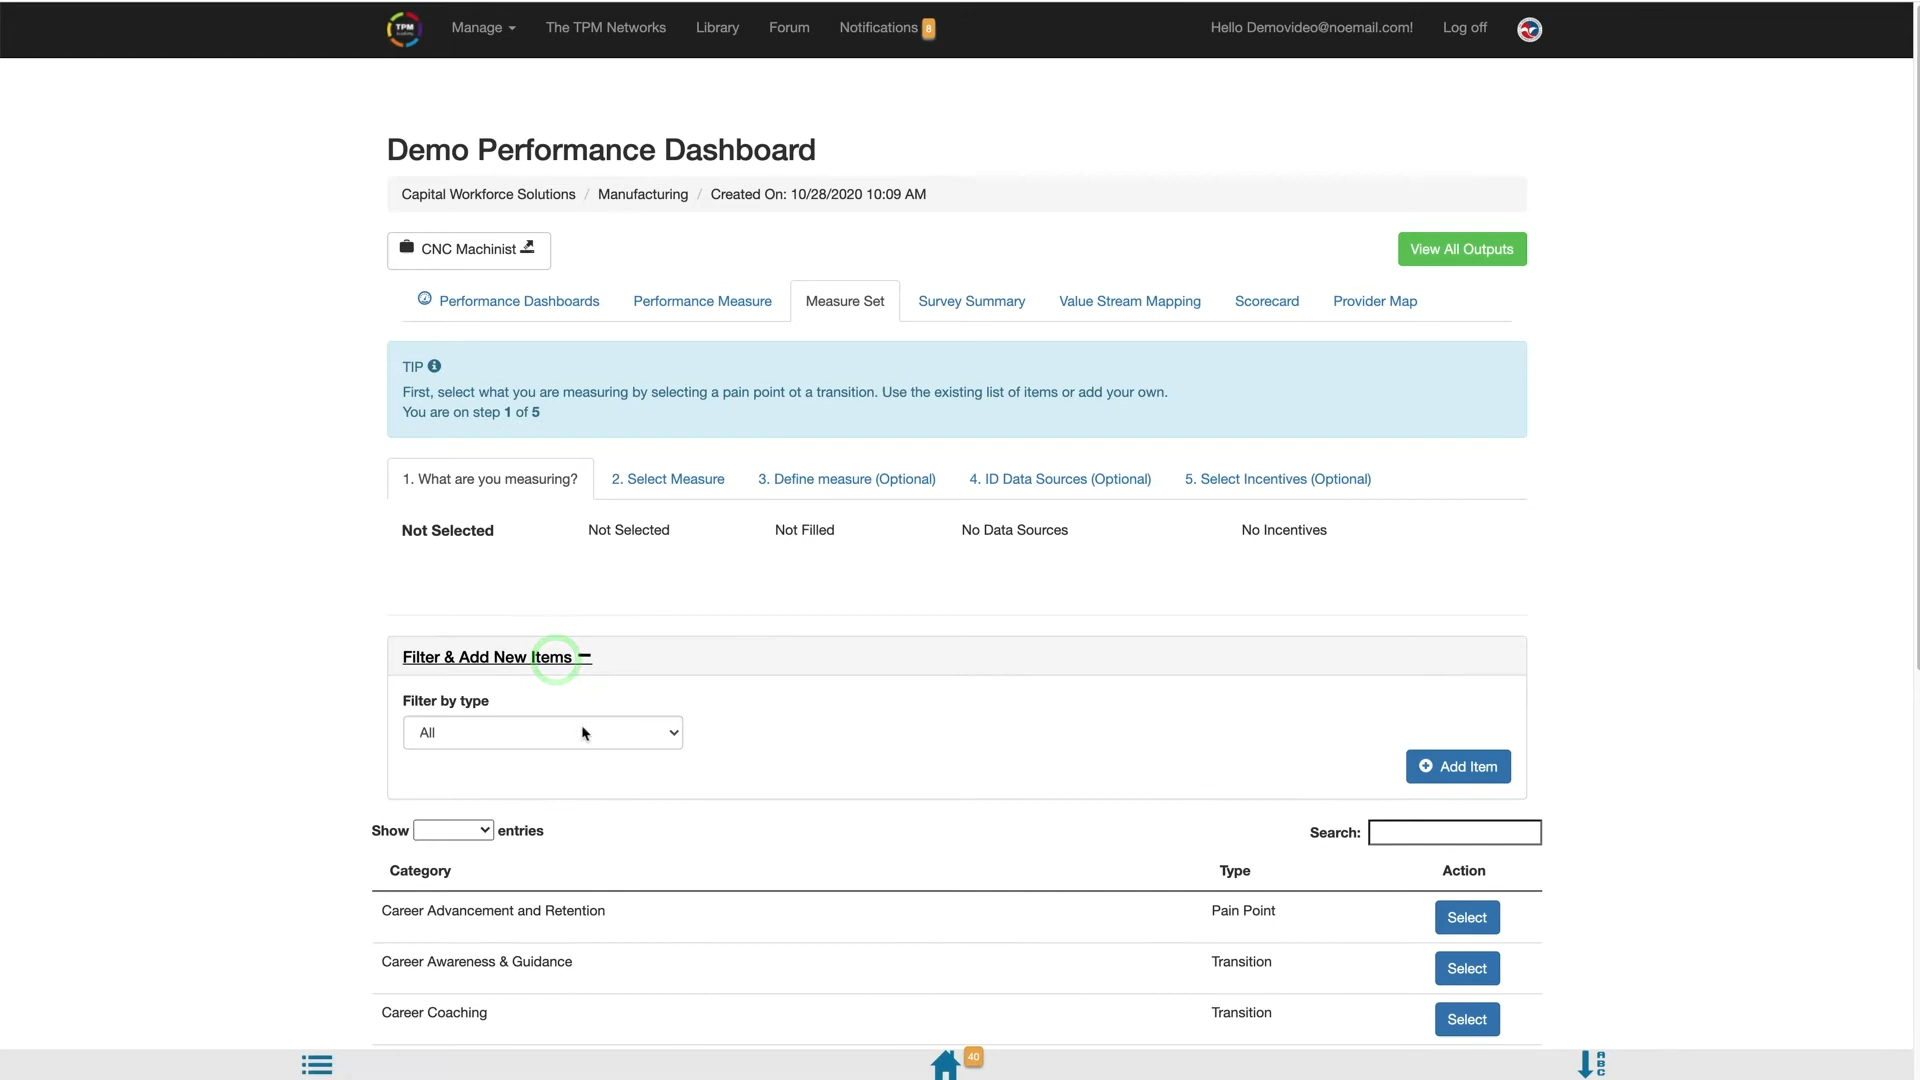 TPM
Manage
The TPM Networks
Library
Forum
Notifications 8
Hello Demovideo@noemail.com!
Log off
Demo Performance Dashboard
Capital Workforce Solutions / Manufacturing / Created On: 10/28/2020 10:09 AM
CNC Machinist
View All Outputs
Performance Dashboards
Performance Measure
Measure Set
Survey Summary
Value Stream Mapping
Scorecard
Provider Map
TIP
First, select what you are measuring by selecting a pain point ot a transition. Use the existing list of items or add your own.
You are on step 1 of 5
1. What are you measuring?
2. Select Measure
3. Define measure (Optional)
4. ID Data Sources (Optional)
5. Select Incentives (Optional)
Not Selected
Not Selected
Not Filled
No Data Sources
No Incentives
Filter & Add New Items
Filter by type
All
Add Item
Show entries
Search:
Category Type Action
Career Advancement and Retention Pain Point Select
Career Awareness & Guidance Transition Select
Career Coaching Transition Select
40
ABC